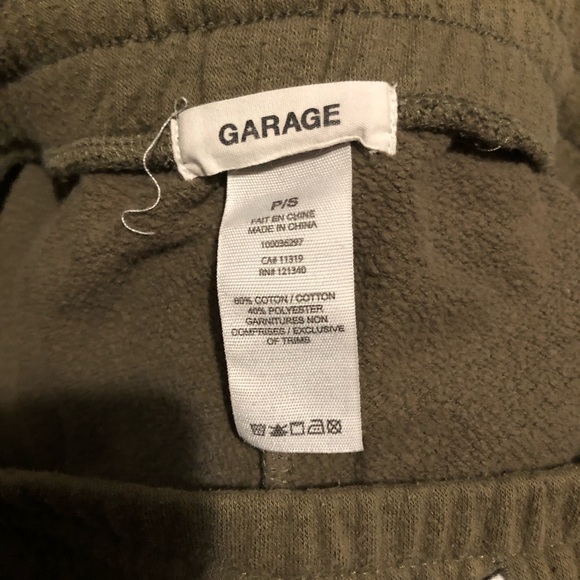 GARAGE
P/S
FAIT EN CHINE
MADE IN CHINA
100036297
CA# 11319
RN# 121340
60% COTON / COTTON
40% POLYESTER
GARNITURES NON
COMPRISES / EXCLUSIVE
OF TRIMS